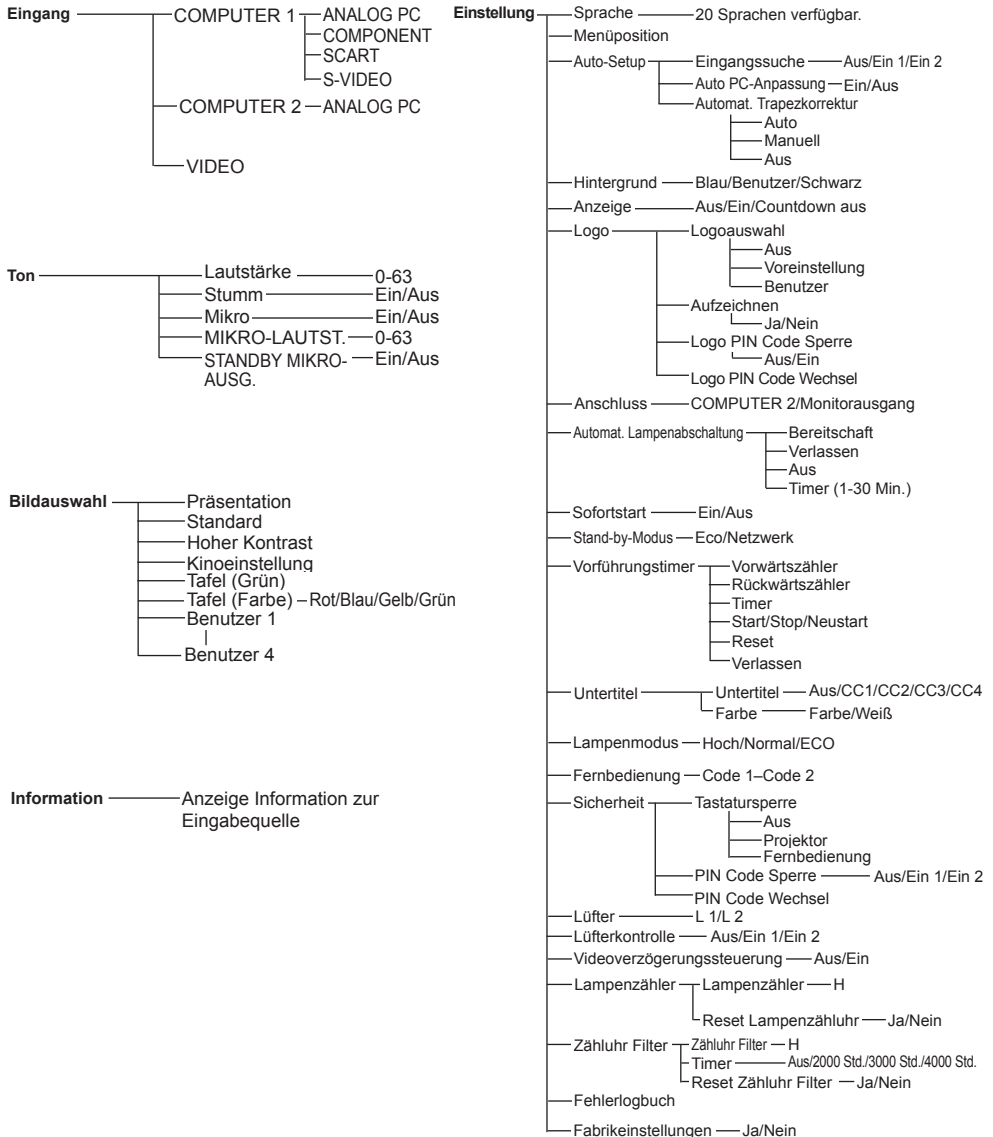 Eingang COMPUTER 1 ANALOG PC
COMPONENT
SCART
S-VIDEO
COMPUTER 2 ANALOG PC
VIDEO
Ton Lautstärke 0-63
Stumm Ein/Aus
Mikro Ein/Aus
MIKRO-LAUTST. 0-63
STANDBY MIKRO- Ein/Aus
AUSG.
Bildauswahl Präsentation
Standard
Hoher Kontrast
Kinoeinstellung
Tafel (Grün)
Tafel (Farbe) Rot/Blau/Gelb/Grün
Benutzer 1
Benutzer 4
Information Anzeige Information zur
Eingabequelle
Einstellung Sprache 20 Sprachen verfügbar.
Menüposition
Auto-Setup Eingangssuche Aus/Ein 1/Ein 2
Auto PC-Anpassung Ein/Aus
Automat. Trapezkorrektur
Auto
Manuell
Aus
Hintergrund Blau/Benutzer/Schwarz
Anzeige Aus/Ein/Countdown aus
Logo Logoauswahl
Aus
Voreinstellung
Benutzer
Aufzeichnen
Ja/Nein
Logo PIN Code Sperre
Aus/Ein
Logo PIN Code Wechsel
Anschluss COMPUTER 2/Monitorausgang
Automat. Lampenabschaltung Bereitschaft
Verlassen
Aus
Timer (1-30 Min.)
Sofortstart Ein/Aus
Stand-by-Modus Eco/Netzwerk
Vorführungstimer Vorwärtszähler
Rückwärtszähler
Timer
Start/Stop/Neustart
Reset
Verlassen
Untertitel Untertitel Aus/CC1/CC2/CC3/CC4
Farbe Farbe/Weiß
Lampenmodus Hoch/Normal/ECO
Fernbedienung Code 1–Code 2
Sicherheit Tastatursperre
Aus
Projektor
Fernbedienung
PIN Code Sperre Aus/Ein 1/Ein 2
PIN Code Wechsel
Lüfter L 1/L 2
Lüfterkontrolle Aus/Ein 1/Ein 2
Videoverzögerungssteuerung Aus/Ein
Lampenzähler Lampenzähler H
Reset Lampenzähluhr Ja/Nein
Zähluhr Filter Zähluhr Filter H
Timer Aus/2000 Std./3000 Std./4000 Std.
Reset Zähluhr Filter Ja/Nein
Fehlerlogbuch
Fabrikeinstellungen Ja/Nein